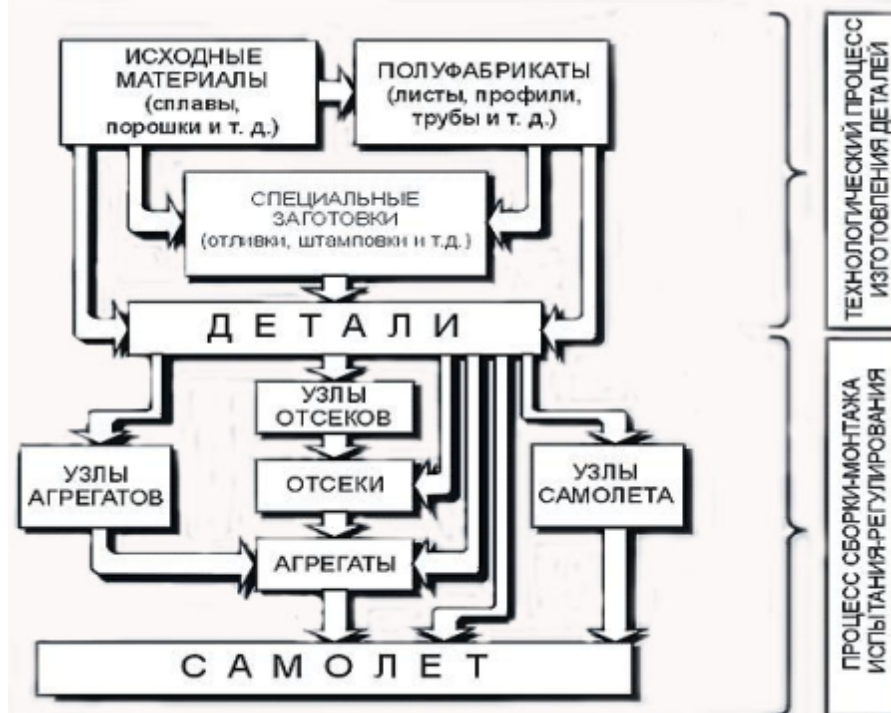 ИСХОДНЫЕ
МАТЕРИАЛЫ
(сплавы,
порошки и т. д.)
ПОЛУФАБРИКАТЫ
(листы, профили,
трубы и т. д.)
СПЕЦИАЛЬНЫЕ
ЗАГОТОВКИ
(отливки, штамповки и т.д.)
ДЕТАЛИ
УЗЛЫ
ОТСЕКОВ
УЗЛЫ
АГРЕГАТОВ
ОТСЕКИ
УЗЛЫ
САМОЛЕТА
АГРЕГАТЫ
САМОЛЕТ
ТЕХНОЛОГИЧЕСКИЙ ПРОЦЕСС
ИЗГОТОВЛЕНИЯ ДЕТАЛЕЙ
ПРОЦЕСС СБОРКИ-МОНТАЖА
ИСПЫТАНИЯ-РЕГУЛИРОВАНИЯ